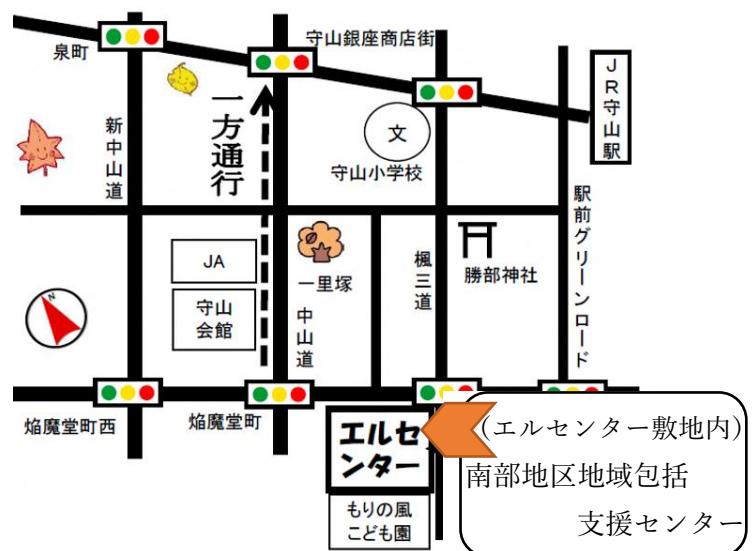 泉町
守山銀座商店街
JR守山駅
新中山道
一方通行
文
守山小学校
駅前グリーンロード
JA
守山
会館
一里塚
中山道
楓三道
勝部神社
N
焔魔堂町西
焔魔堂町
エルセ
ンター
もりの風
こども園
(エルセンター敷地内)
南部地区地域包括
支援センター